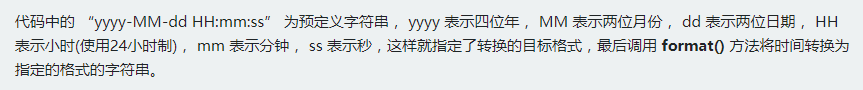 代码中的 “yyyy-MM-dd HH:mm:ss” 为预定义字符串， yyyy 表示四位年， MM 表示两位月份， dd 表示两位日期， HH
表示小时(使用24小时制)， mm 表示分钟， ss 表示秒，这样就指定了转换的目标格式，最后调用 format() 方法将时间转换为
指定的格式的字符串。